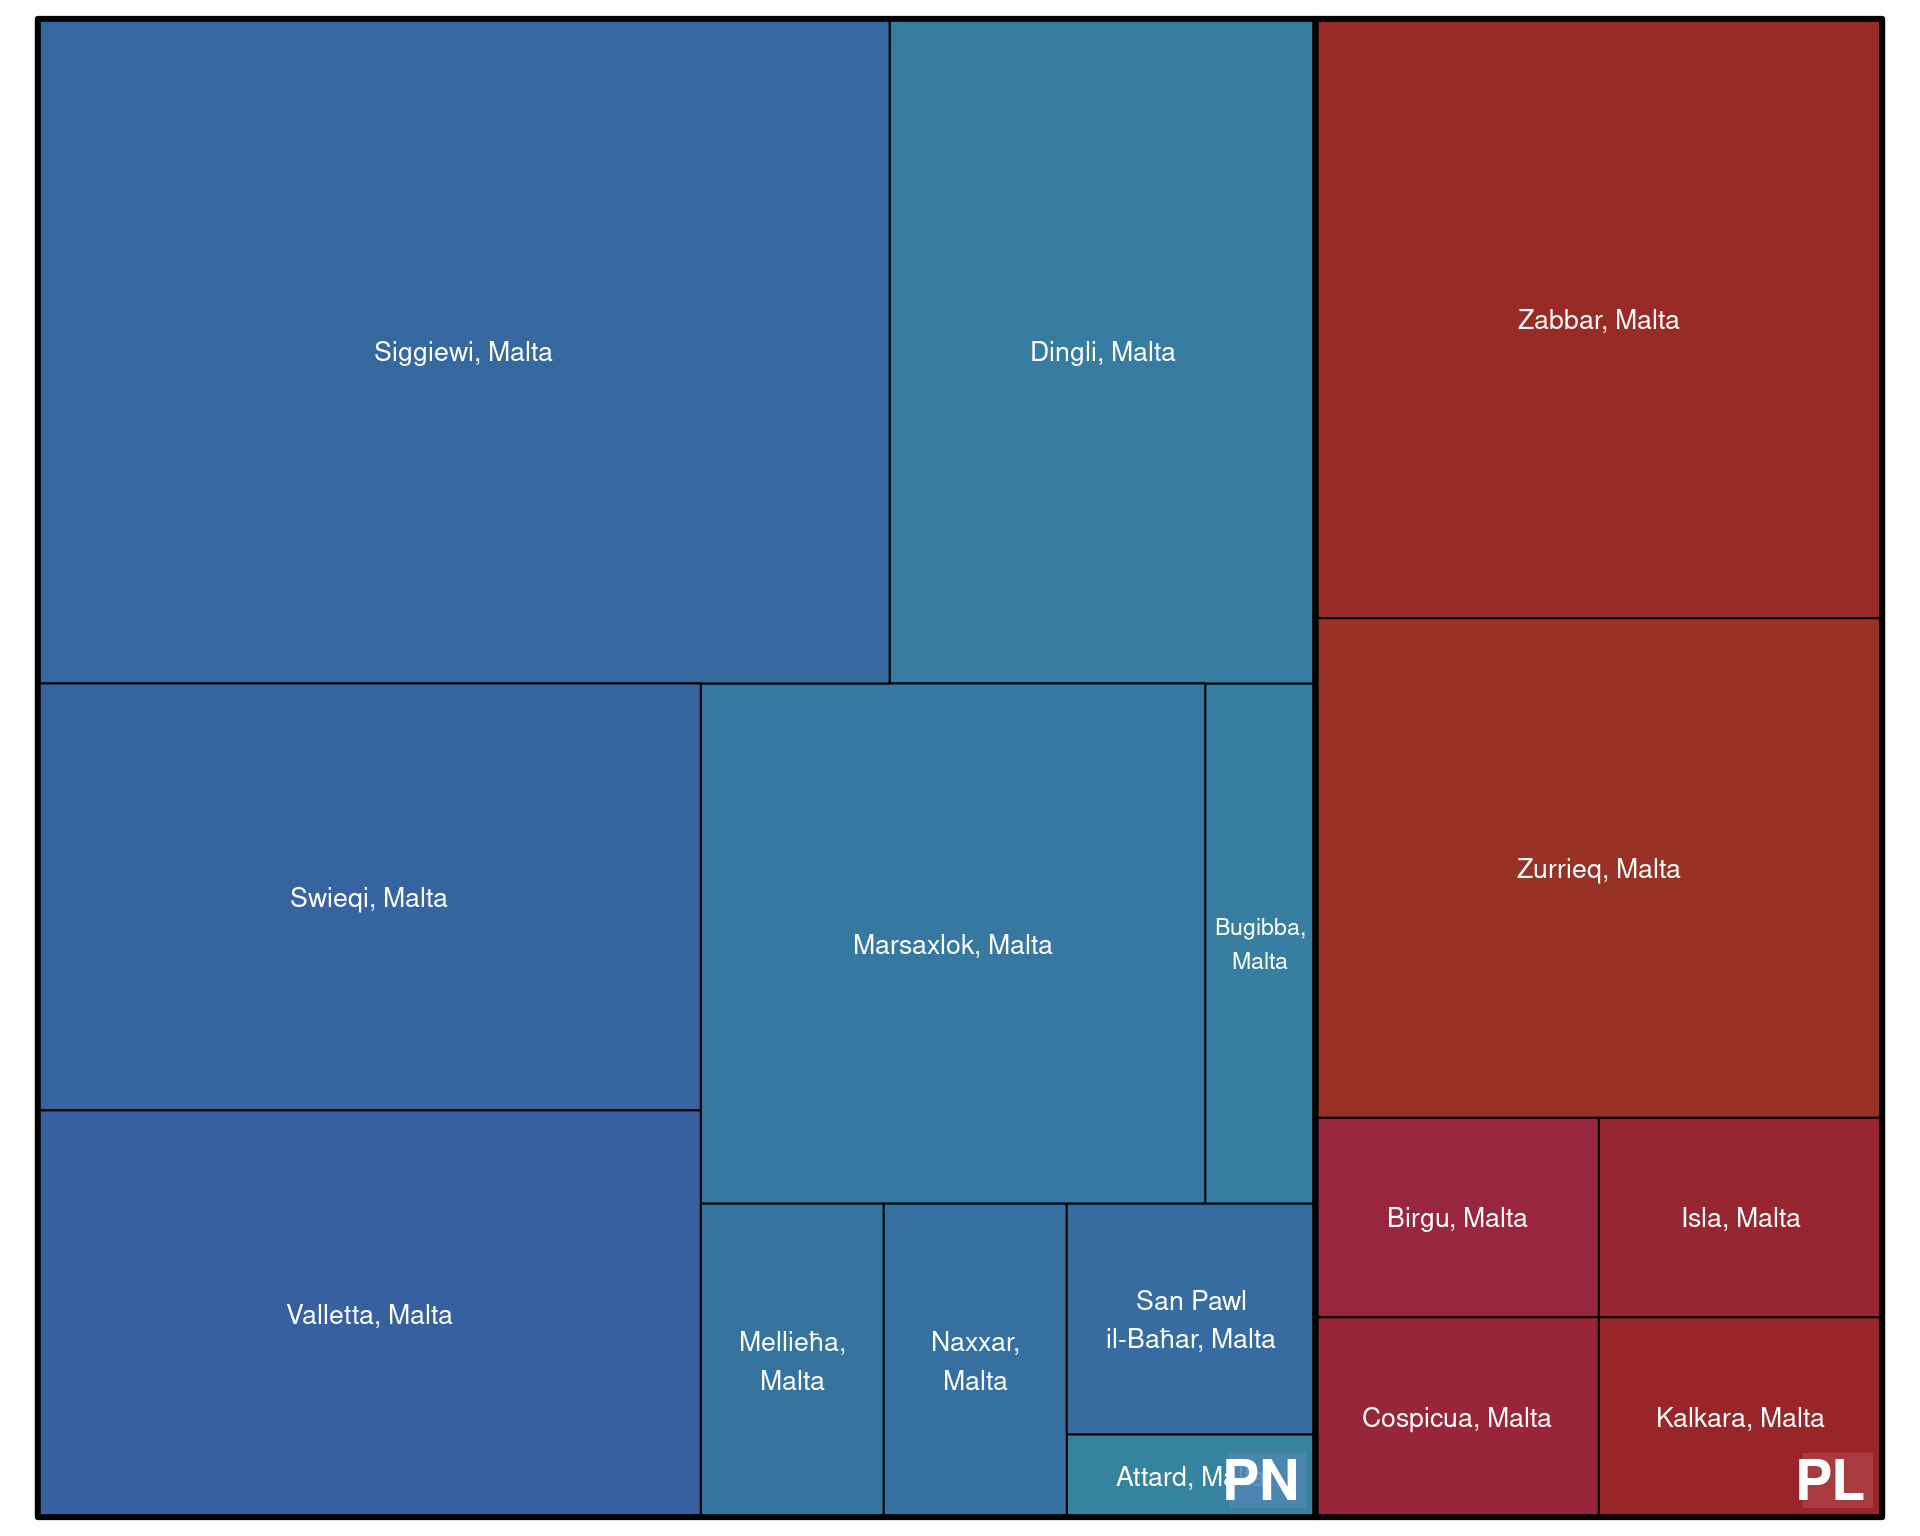 Siggiewi, Malta
Dingli, Malta
Zabbar, Malta
Zurrieq, Malta
Swieqi, Malta
Marsaxlok, Malta
Bugibba,
Malta
Valletta, Malta
Mellieħa,
Malta
Naxxar,
Malta
San Pawl
il-Baħar, Malta
Attard,
PN
Birgu, Malta
Isla, Malta
Cospicua, Malta
Kalkara, Malta
PL